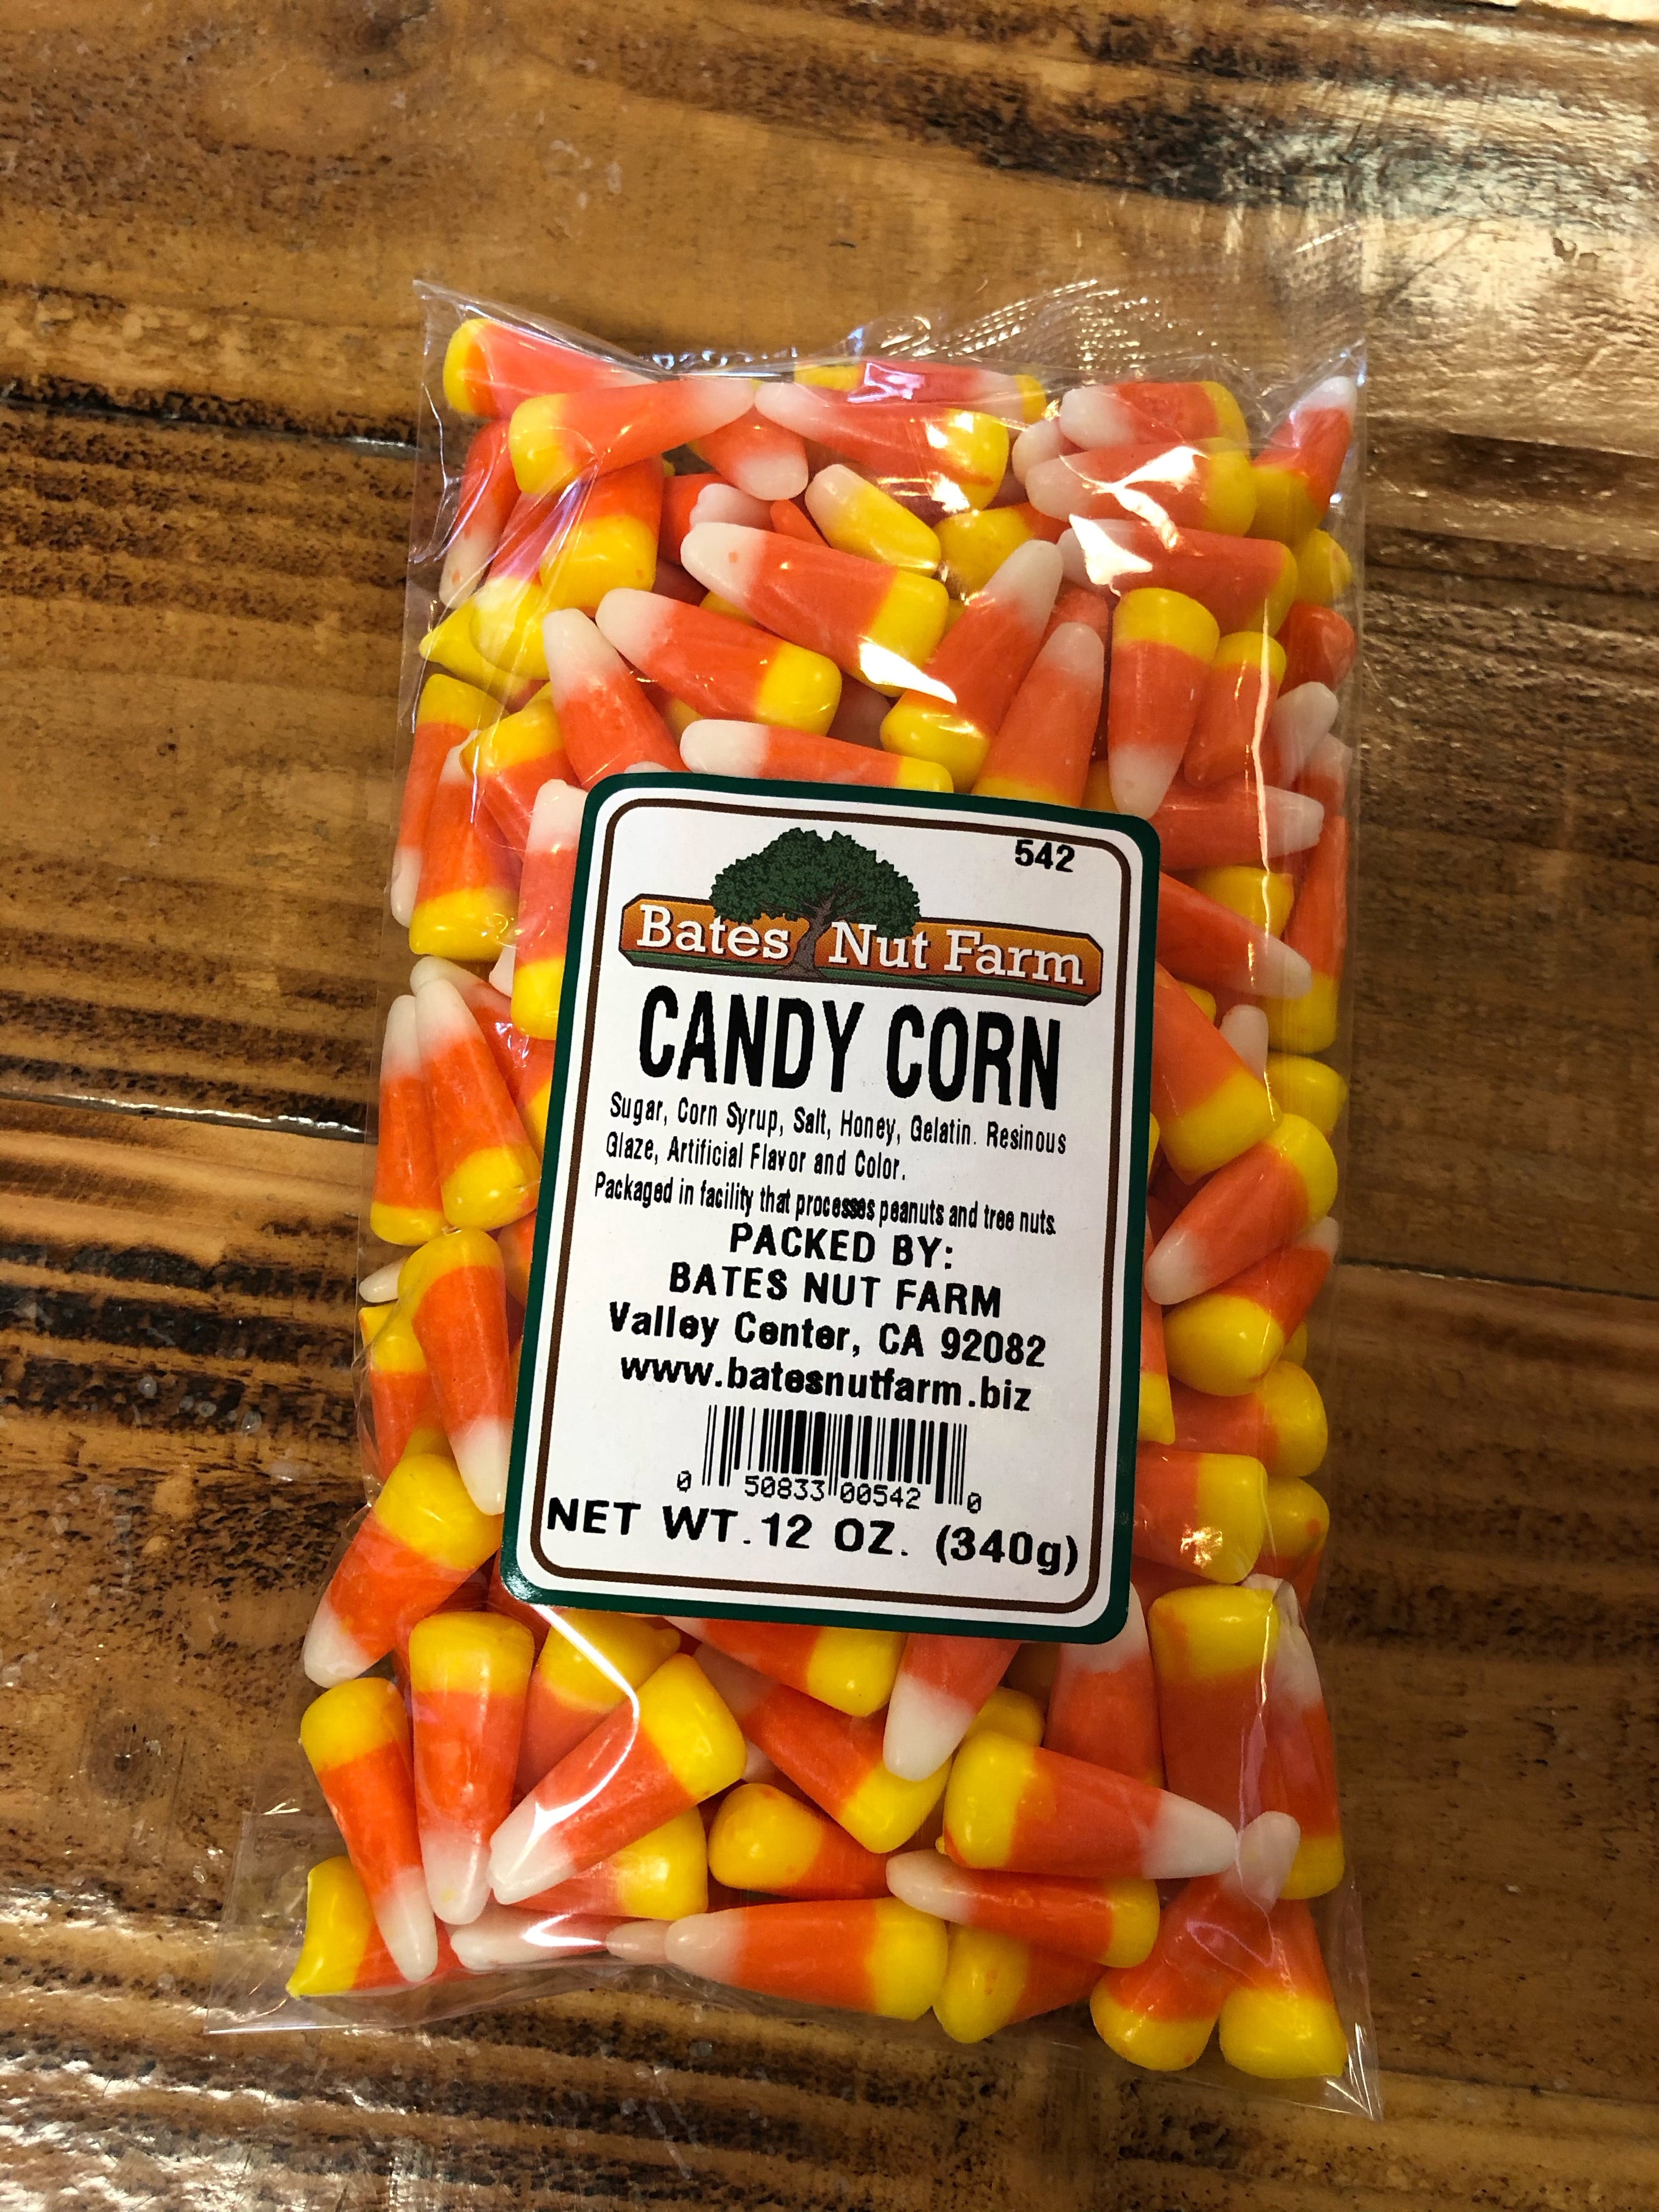 542
Bates Nut Farm
CANDY CORN
Sugar, Corn Syrup, Salt, Honey, Gelatin. Resinous
Glaze, Artificial Flavor and Color.
Packaged in facility that processes peanuts and tree nuts.
PACKED BY:
BATES NUT FARM
Valley Center, CA 92082
www.batesnutfarm.biz
0 50833 00542 0
NET WT. 12 OZ. (340g)